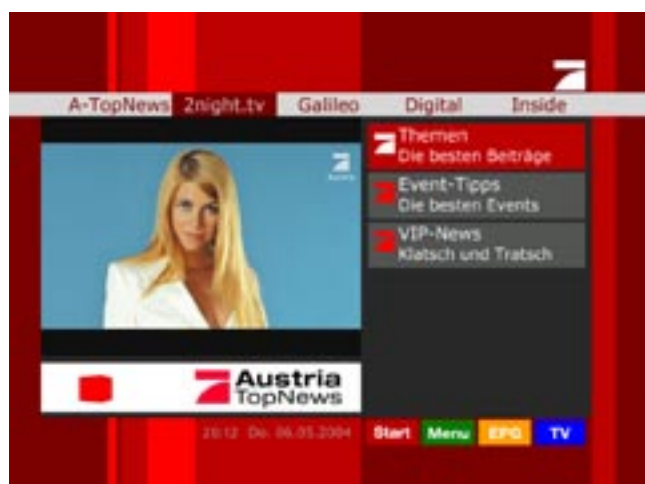 A-TopNews 2night.tv Galileo Digital Inside
Themen
Die besten Beiträge
Event-Tipps
Die besten Events
VIP-News
Klatsch und Tratsch
Austria
TopNews
20:12 Do. 06.05.2004 Start Menu EPG TV